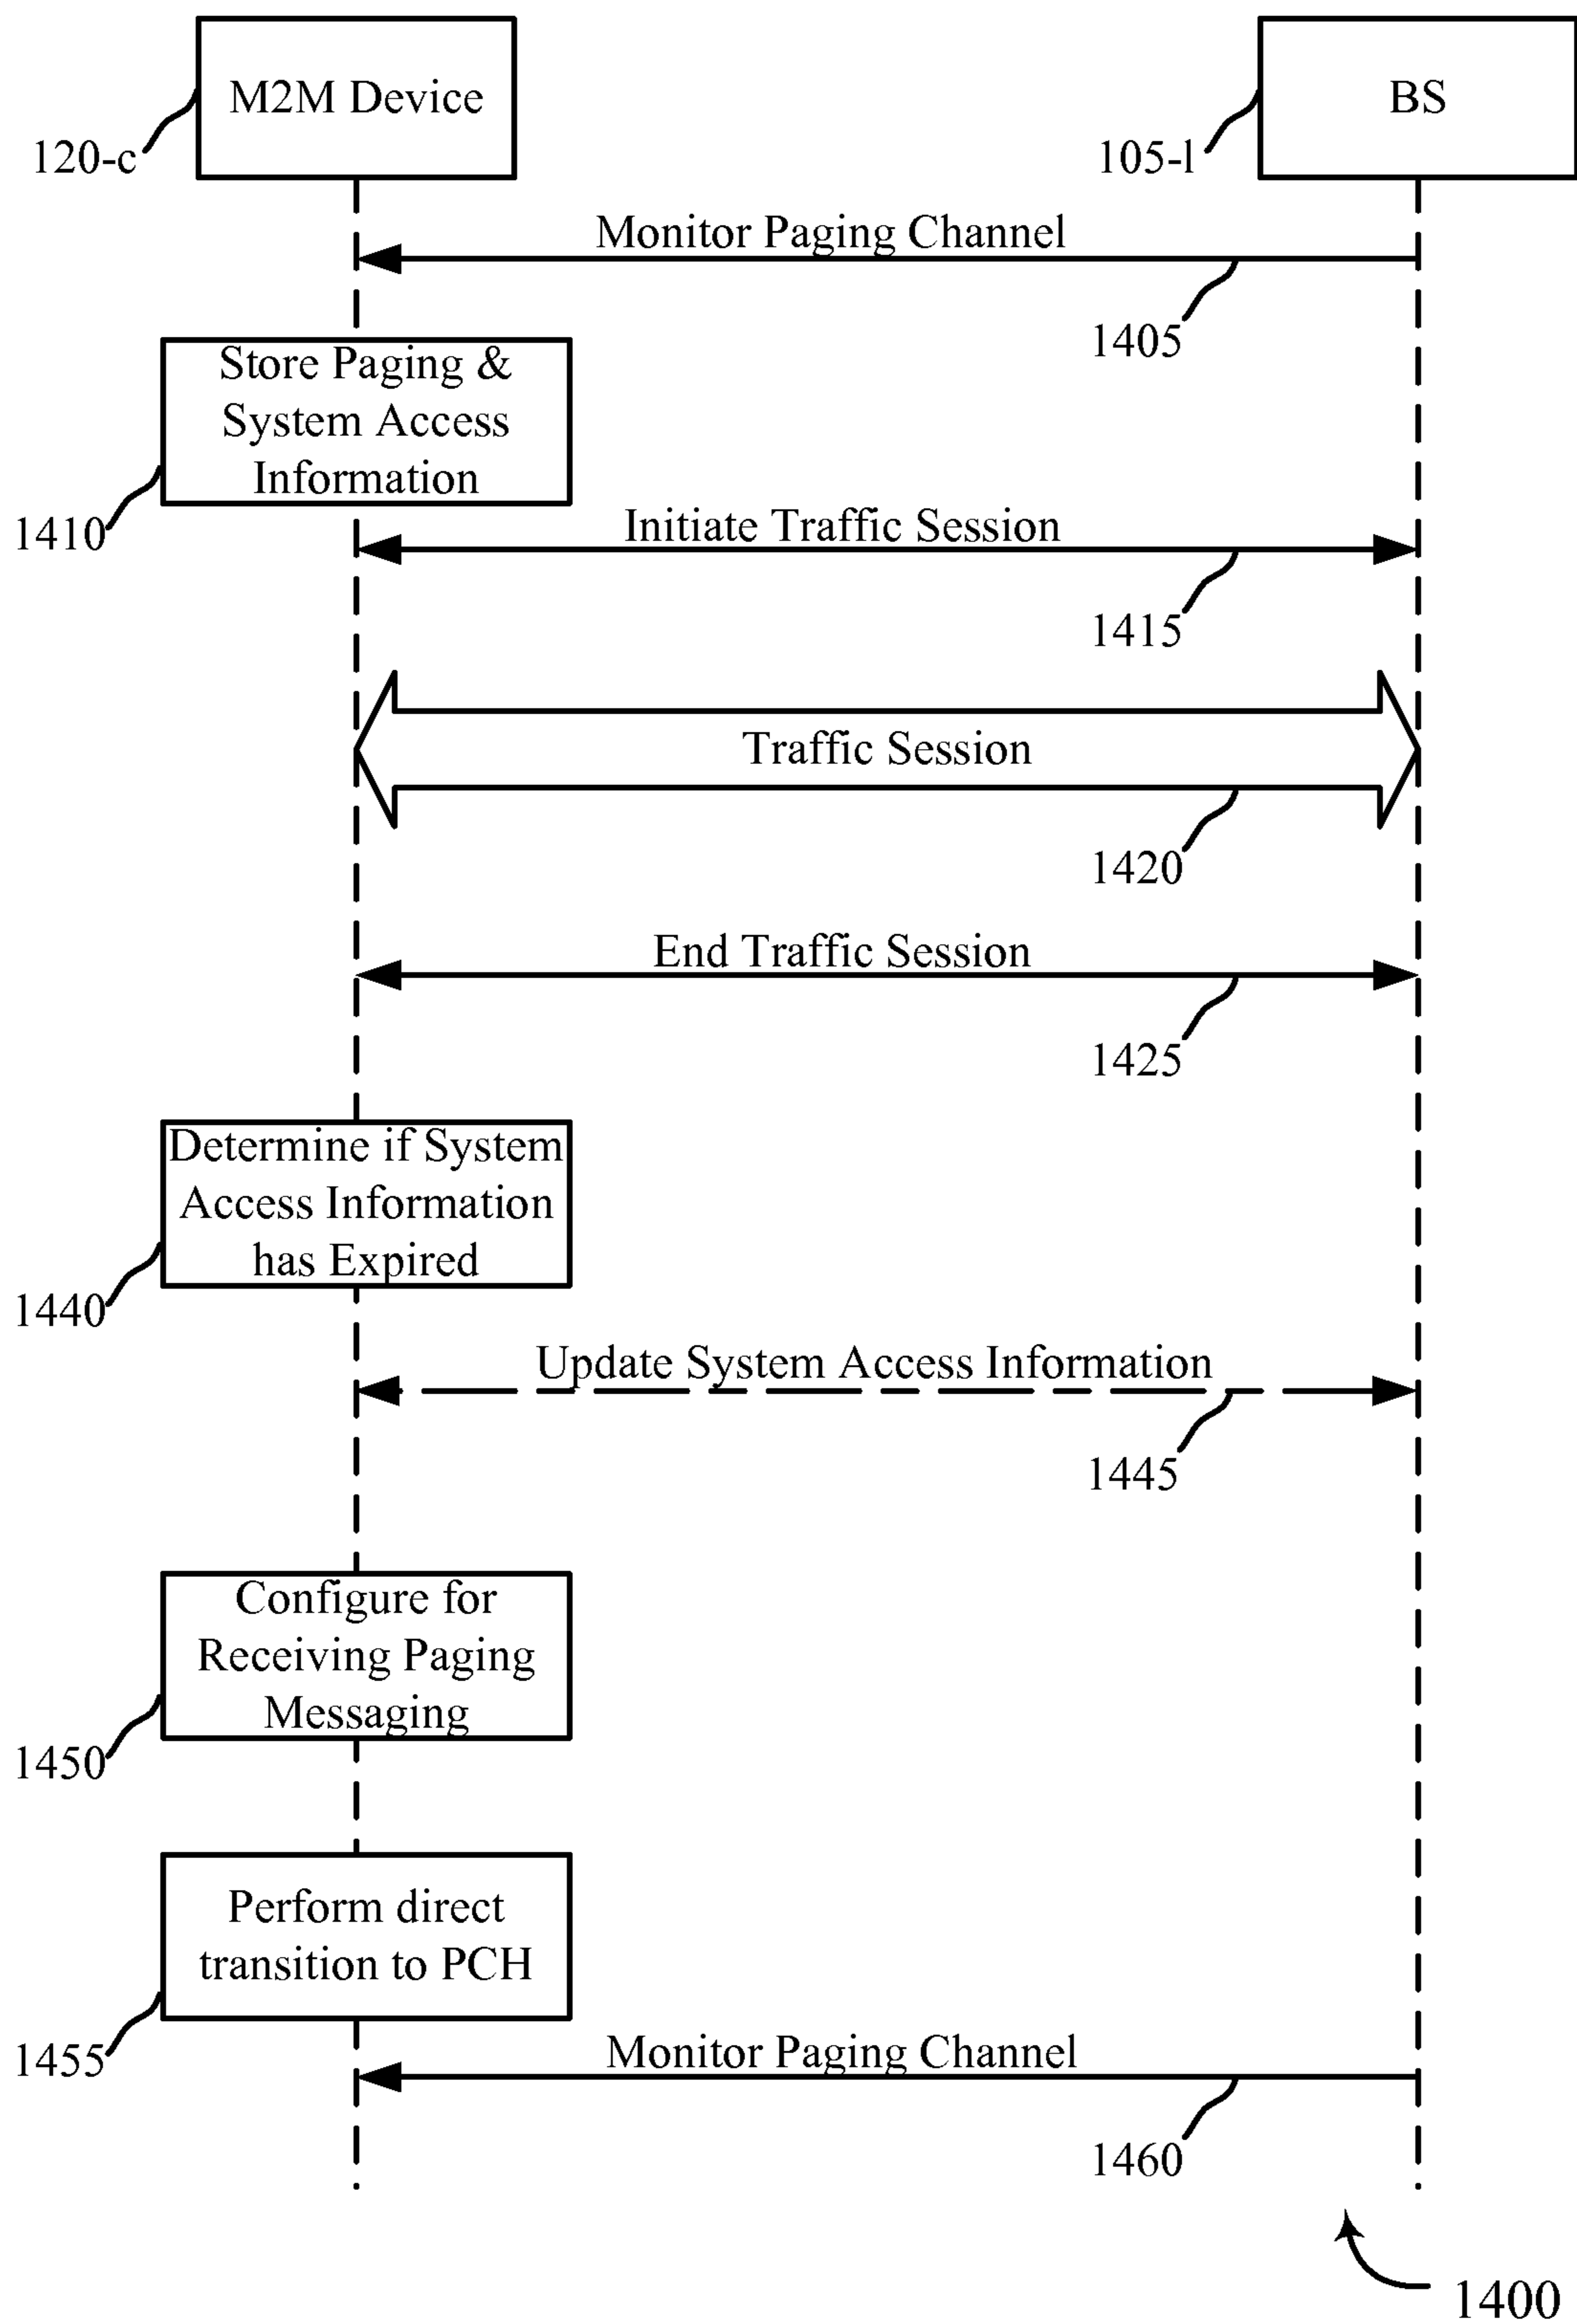 M2M Device
BS
120-c
105-l
Monitor Paging Channel
1405
Store Paging &
System Access
Information
1410
Initiate Traffic Session
1415
Traffic Session
1420
End Traffic Session
1425
Determine if System
Access Information
has Expired
1440
Update System Access Information
1445
Configure for
Receiving Paging
Messaging
1450
Perform direct
transition to PCH
1455
Monitor Paging Channel
1460
1400